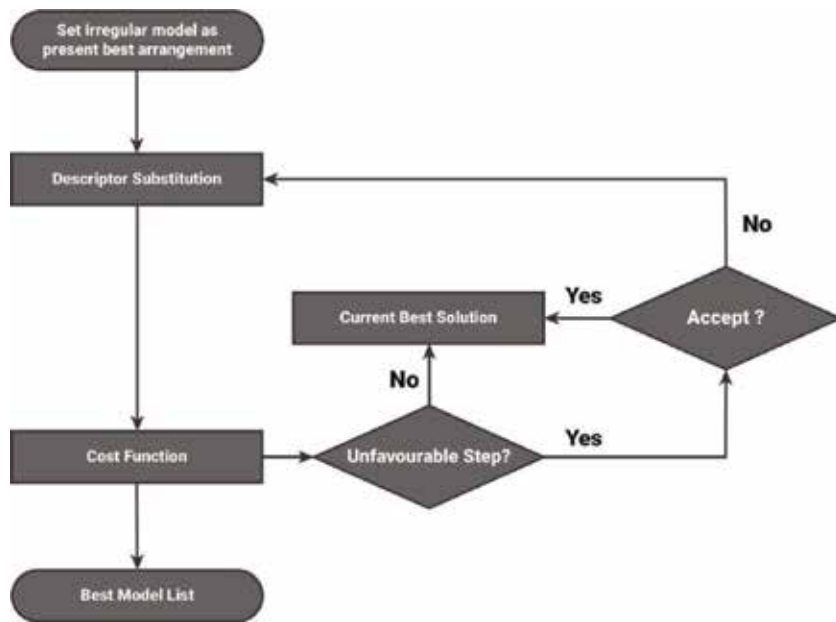 Set irregular model as
present best arrangement
Descriptor Substitution
No
Yes
Accept ?
Current Best Solution
No
Cost Function
Unfavourable Step?
Yes
Best Model List